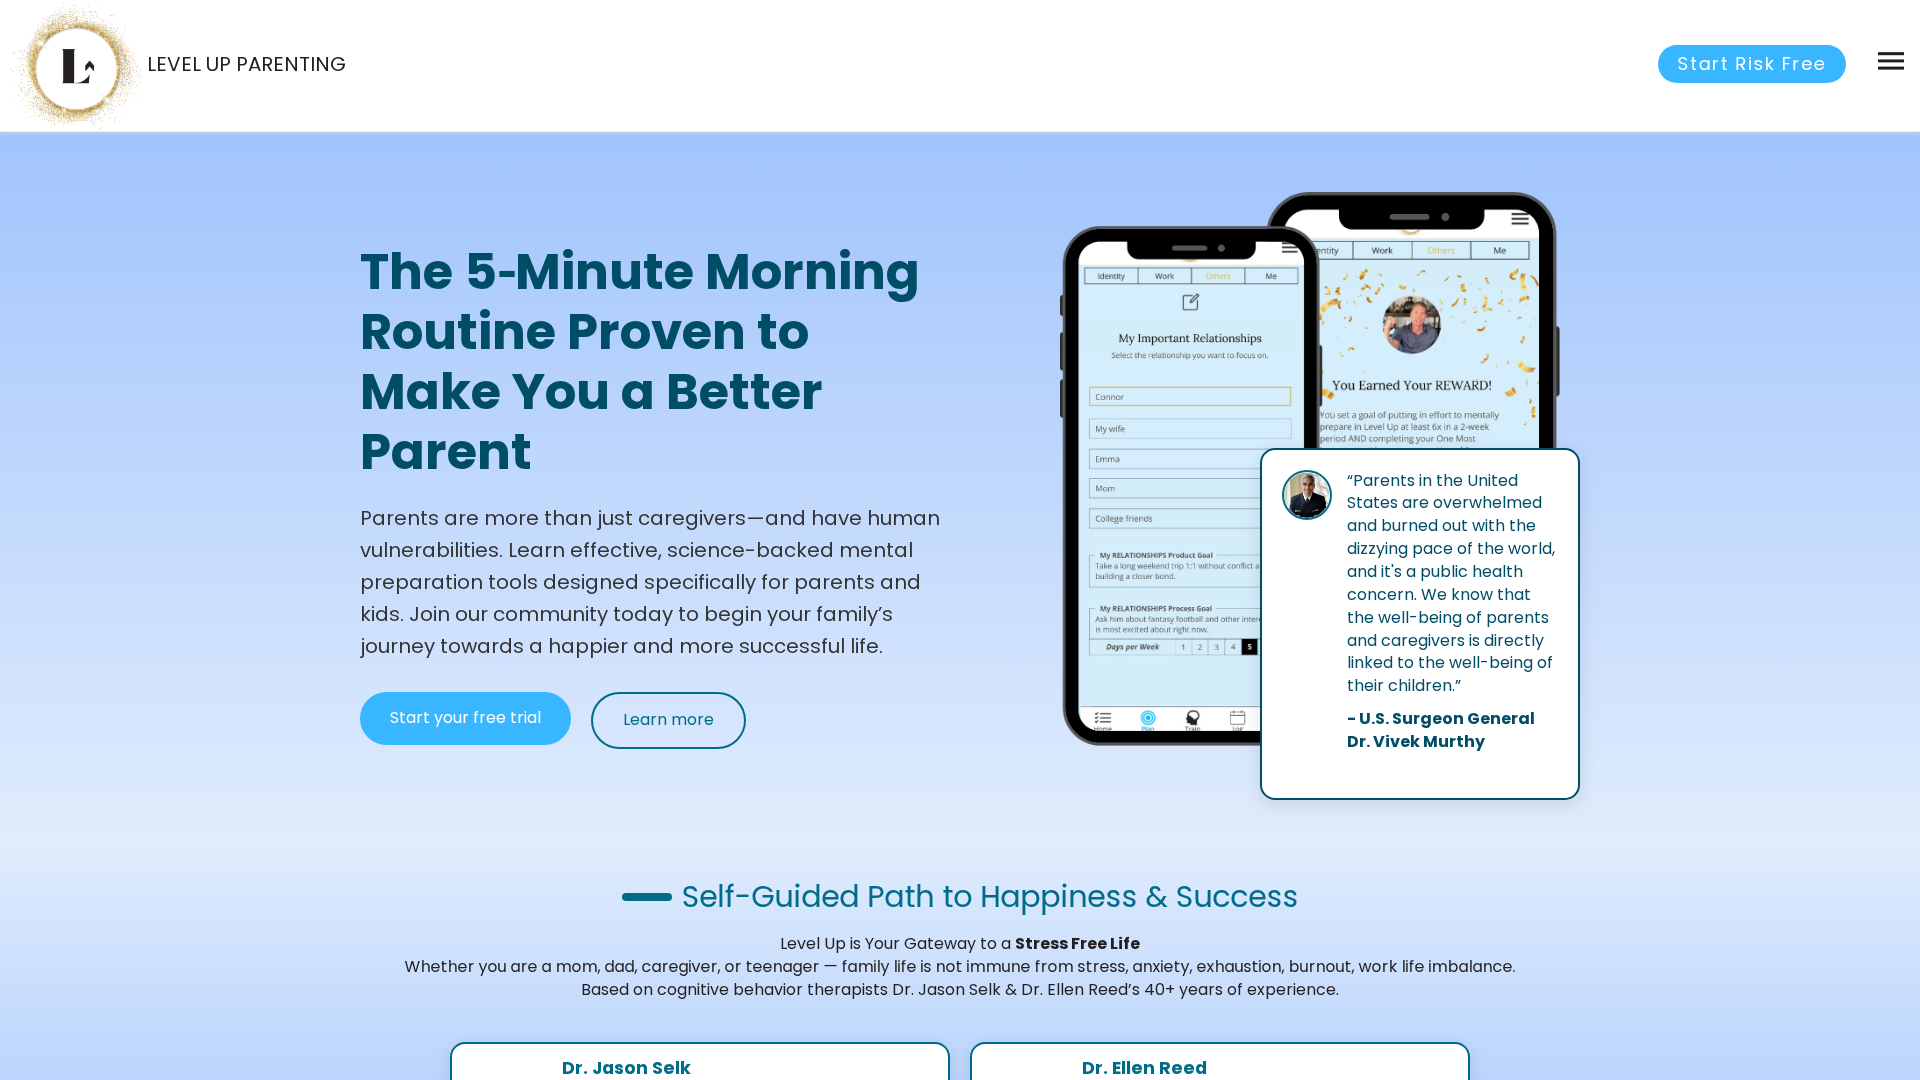 LEVEL UP PARENTING
Start Risk Free
The 5-Minute Morning
Routine Proven to
Make You a Better
Parent
Parents are more than just caregivers—and have human
vulnerabilities. Learn effective, science-backed mental
preparation tools designed specifically for parents and
kids. Join our community today to begin your family’s
journey towards a happier and more successful life.
Start your free trial
Learn more
Identity Work Others Me
My Important Relationships
Select the relationship you want to focus on.
Connor
My wife
Emma
Mom
College friends
My RELATIONSHIPS Product Goal
Take a long weekend trip 1:1 without conflict a
building a closer bond.
My RELATIONSHIPS Process Goal
Ask him about fantasy football and other inter
is most excited about right now.
Days per Week 1 2 3 4 5
Home Plan Train Log
entity Work Others Me
You Earned Your REWARD!
You set a goal of putting in effort to mentally
prepare in Level Up at least 6x in a 2-week
period AND completing your One Most
“Parents in the United
States are overwhelmed
and burned out with the
dizzying pace of the world,
and it's a public health
concern. We know that
the well-being of parents
and caregivers is directly
linked to the well-being of
their children.”
- U.S. Surgeon General
Dr. Vivek Murthy
Self-Guided Path to Happiness & Success
Level Up is Your Gateway to a Stress Free Life
Whether you are a mom, dad, caregiver, or teenager — family life is not immune from stress, anxiety, exhaustion, burnout, work life imbalance.
Based on cognitive behavior therapists Dr. Jason Selk & Dr. Ellen Reed’s 40+ years of experience.
Dr. Jason Selk
Dr. Ellen Reed